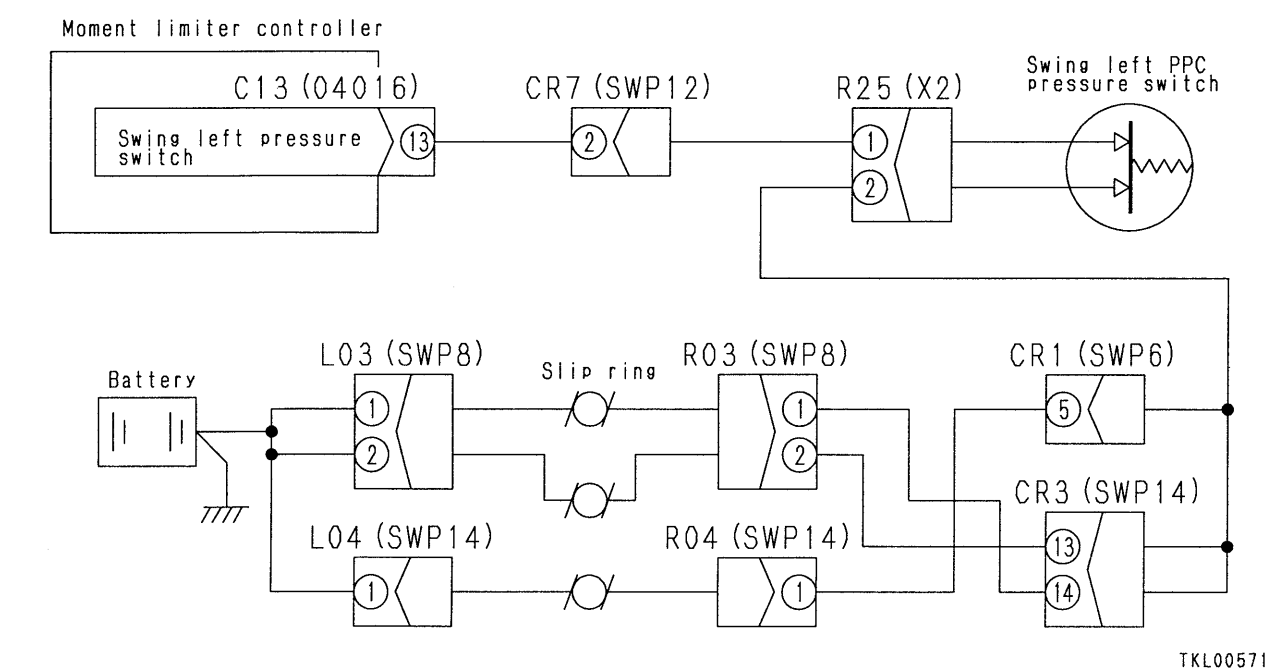 Moment limiter controller
C13 (04016)
CR7 (SWP12)
R25 (X2)
Swing left PPC
pressure switch
Swing left pressure
switch
13
2
1
2
L03 (SWP8)
Slip ring
R03 (SWP8)
CR1 (SWP6)
Battery
1
2
1
2
5
CR3 (SWP14)
L04 (SWP14)
R04 (SWP14)
13
14
1
1
TKL00571